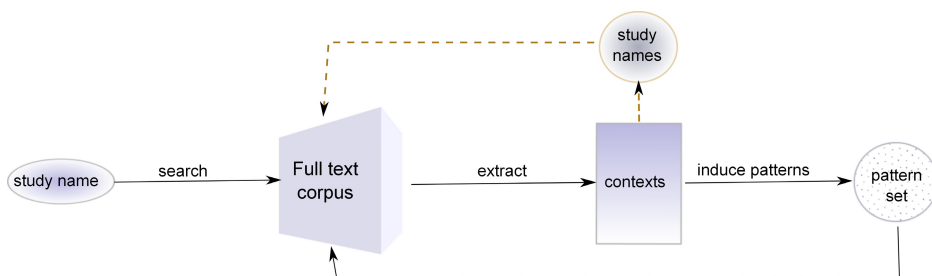 study
names
study name
search
Full text
corpus
extract
contexts
induce patterns
pattern
set